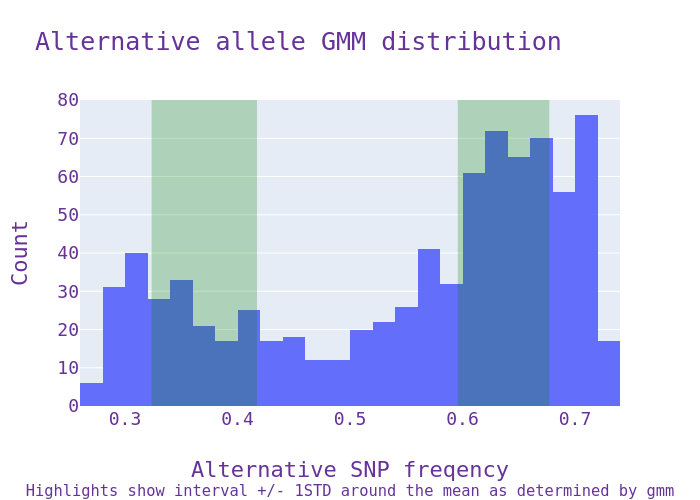 Alternative allele GMM distribution
80
70
60
50
40
30
20
10
0
Count
0.3 0.4 0.5 0.6 0.7
Alternative SNP freqency
Highlights show interval +/- 1STD around the mean as determined by gmm